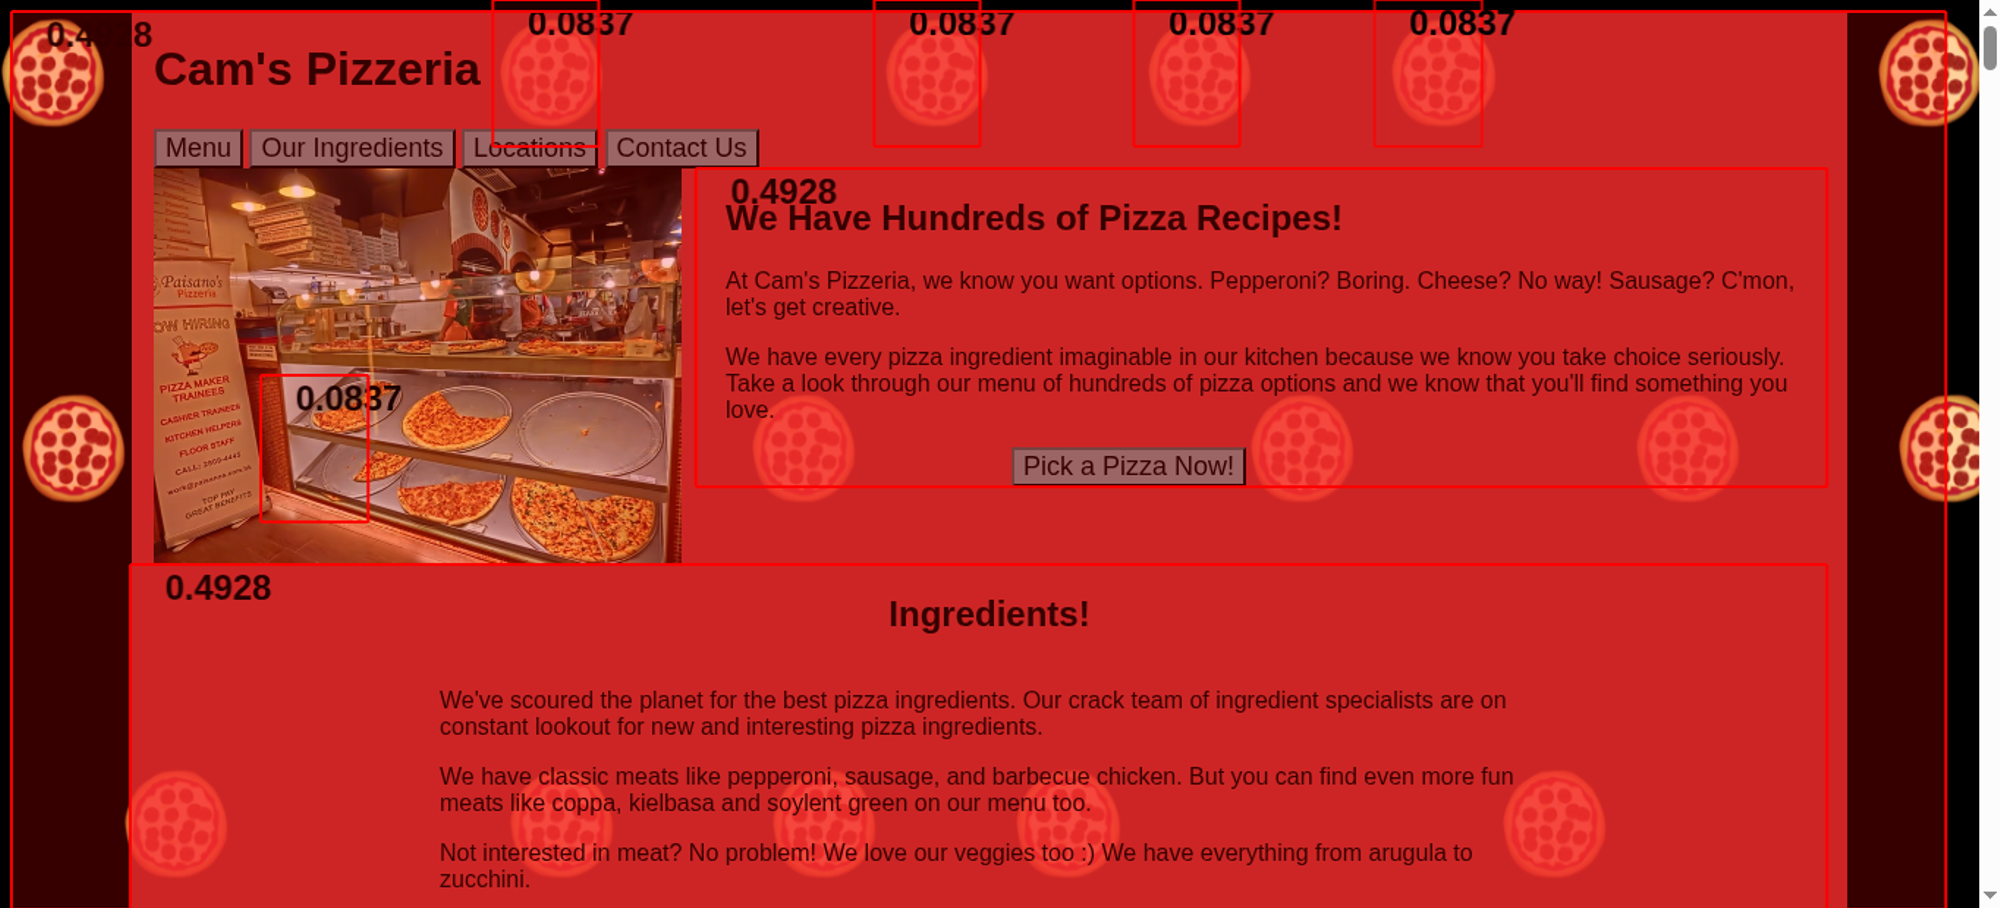 0.4928
0.0837
0.0837
0.0837
0.0837
Cam's Pizzeria
Menu
Our Ingredients
Locations
Contact Us
Paisano's
Pizzeria
OW HIRING
PIZZA MAKER
TRAINEES
CASHIER TRAINEES
KITCHEN HELPERS
FLOOR STAFF
TOP PAY
GREAT BENEFITS
0.0837
0.4928
We Have Hundreds of Pizza Recipes!
At Cam's Pizzeria, we know you want options. Pepperoni? Boring. Cheese? No way! Sausage? C'mon,
let's get creative.
We have every pizza ingredient imaginable in our kitchen because we know you take choice seriously.
Take a look through our menu of hundreds of pizza options and we know that you'll find something you
love.
Pick a Pizza Now!
0.4928
Ingredients!
We've scoured the planet for the best pizza ingredients. Our crack team of ingredient specialists are on
constant lookout for new and interesting pizza ingredients.
We have classic meats like pepperoni, sausage, and barbecue chicken. But you can find even more fun
meats like coppa, kielbasa and soylent green on our menu too.
Not interested in meat? No problem! We love our veggies too :) We have everything from arugula to
zucchini.